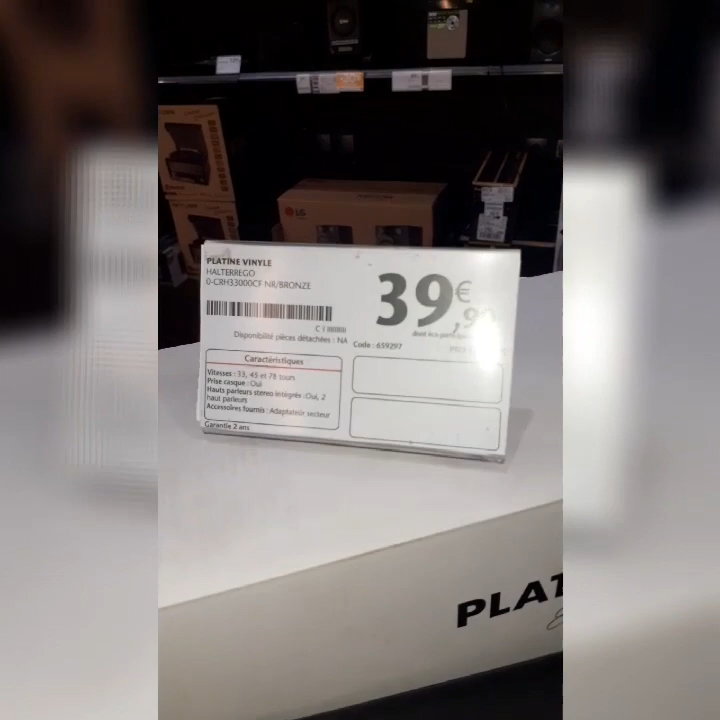 LG
PLATINE VINYLE
HALTERREGO
0-CRH33000CF NR/BRONZE
39€
Disponibilité pièces détachées : NA
Code : 659297
Caractéristiques
Vitesses : 33, 45 et 78 tours
Prise casque : Oui
Hauts parleurs stereo intégrés : Oui, 2
haut parleurs
Accessoires fournis : Adaptateur secteur
Garantie 2 ans